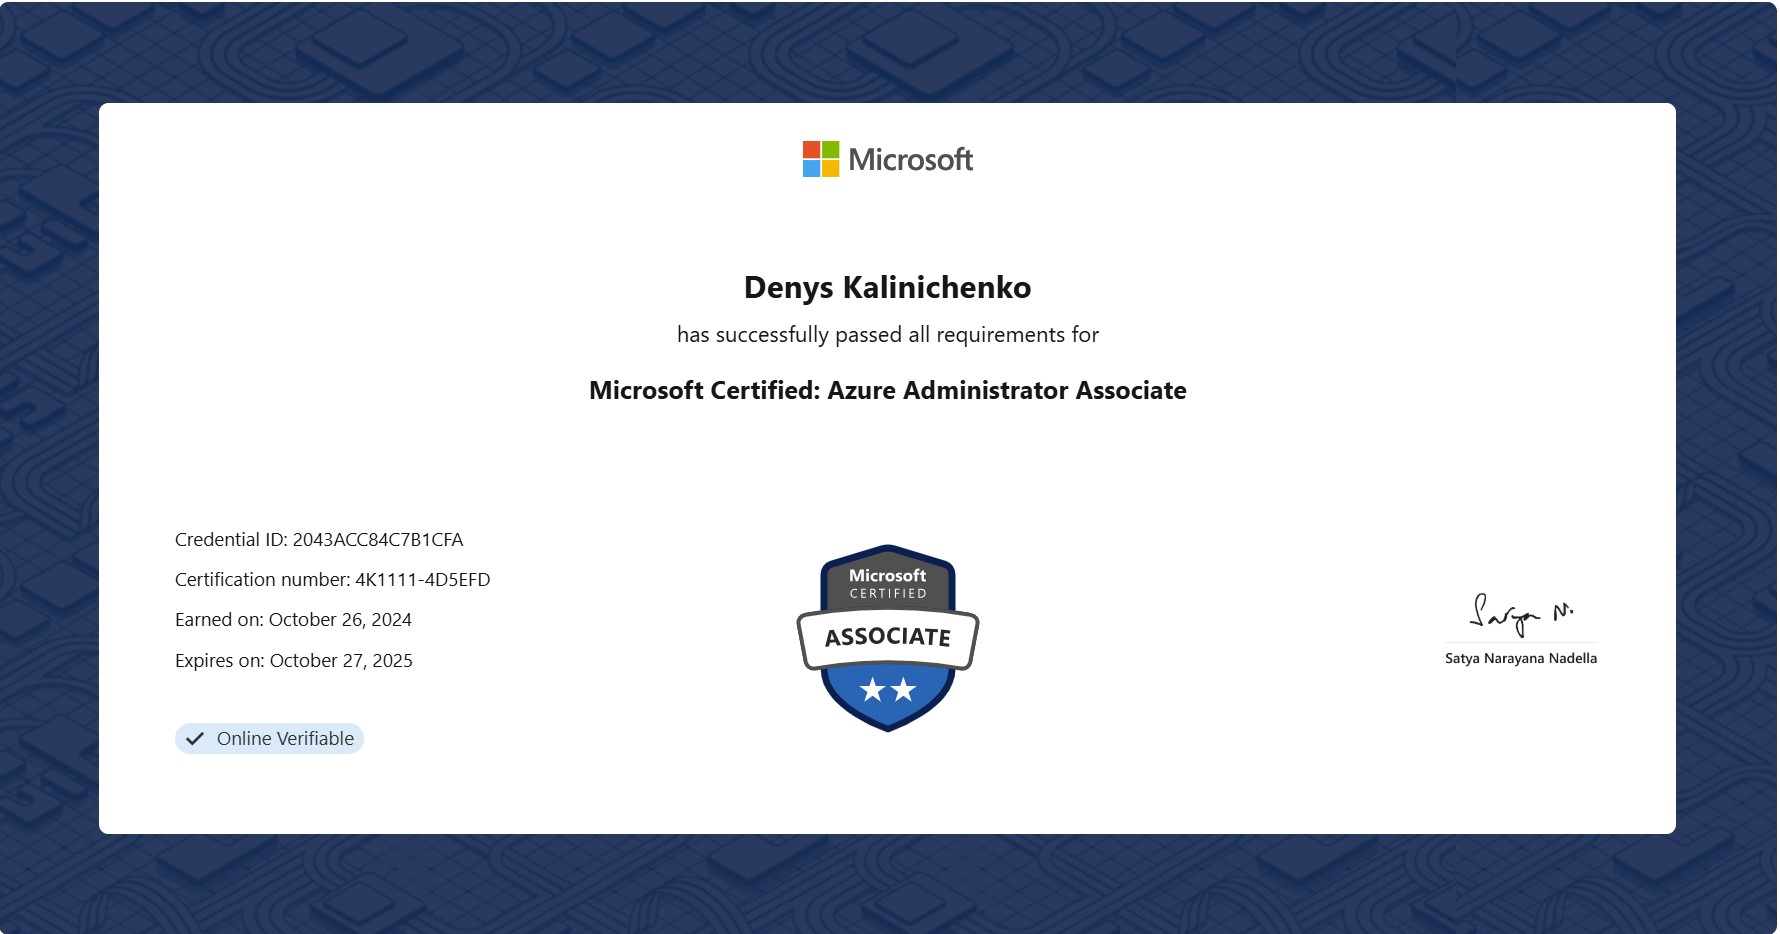 Microsoft
Denys Kalinichenko
has successfully passed all requirements for
Microsoft Certified: Azure Administrator Associate
Credential ID: 2043ACC84C7B1CFA
Certification number: 4K1111-4D5EFD
Earned on: October 26, 2024
Expires on: October 27, 2025
Online Verifiable
Microsoft
CERTIFIED
ASSOCIATE
Satya N.
Satya Narayana Nadella